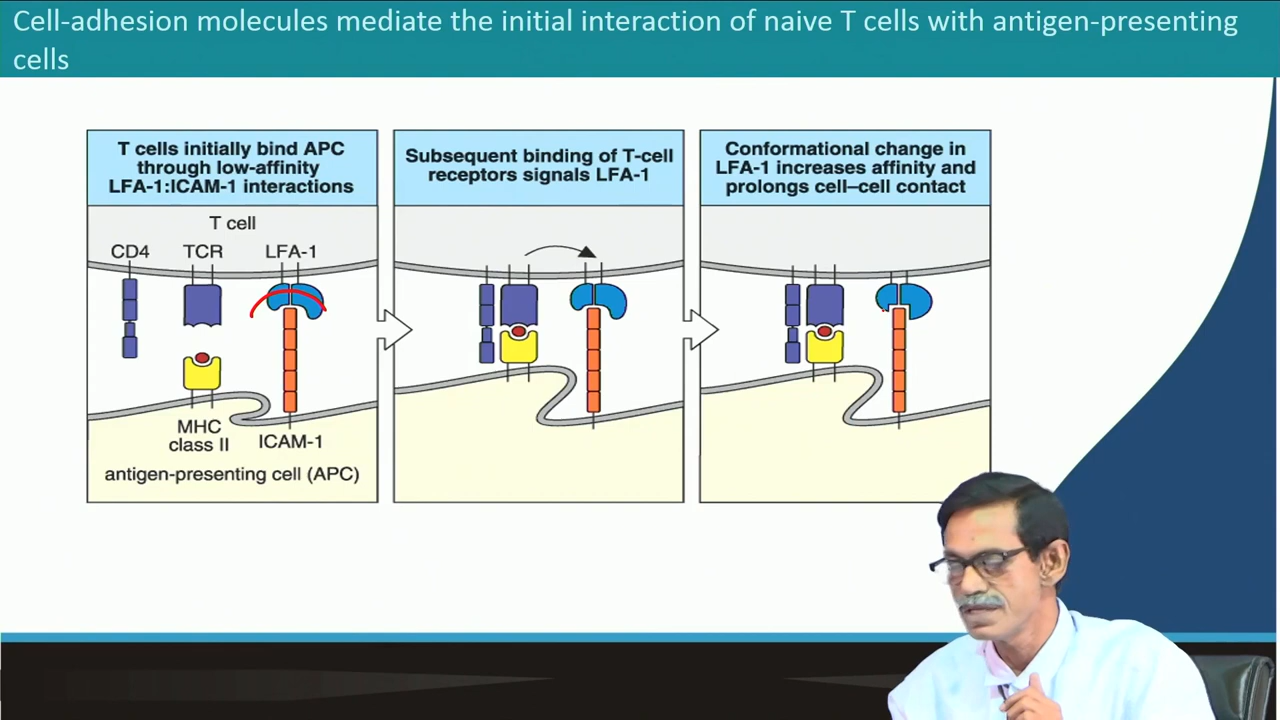 Cell-adhesion molecules mediate the initial interaction of naive T cells with antigen-presenting
cells
T cells initially bind APC
through low-affinity
LFA-1:ICAM-1 interactions
T cell
CD4 TCR LFA-1
MHC
class II
ICAM-1
antigen-presenting cell (APC)
Subsequent binding of T-cell
receptors signals LFA-1
Conformational change in
LFA-1 increases affinity and
prolongs cell–cell contact